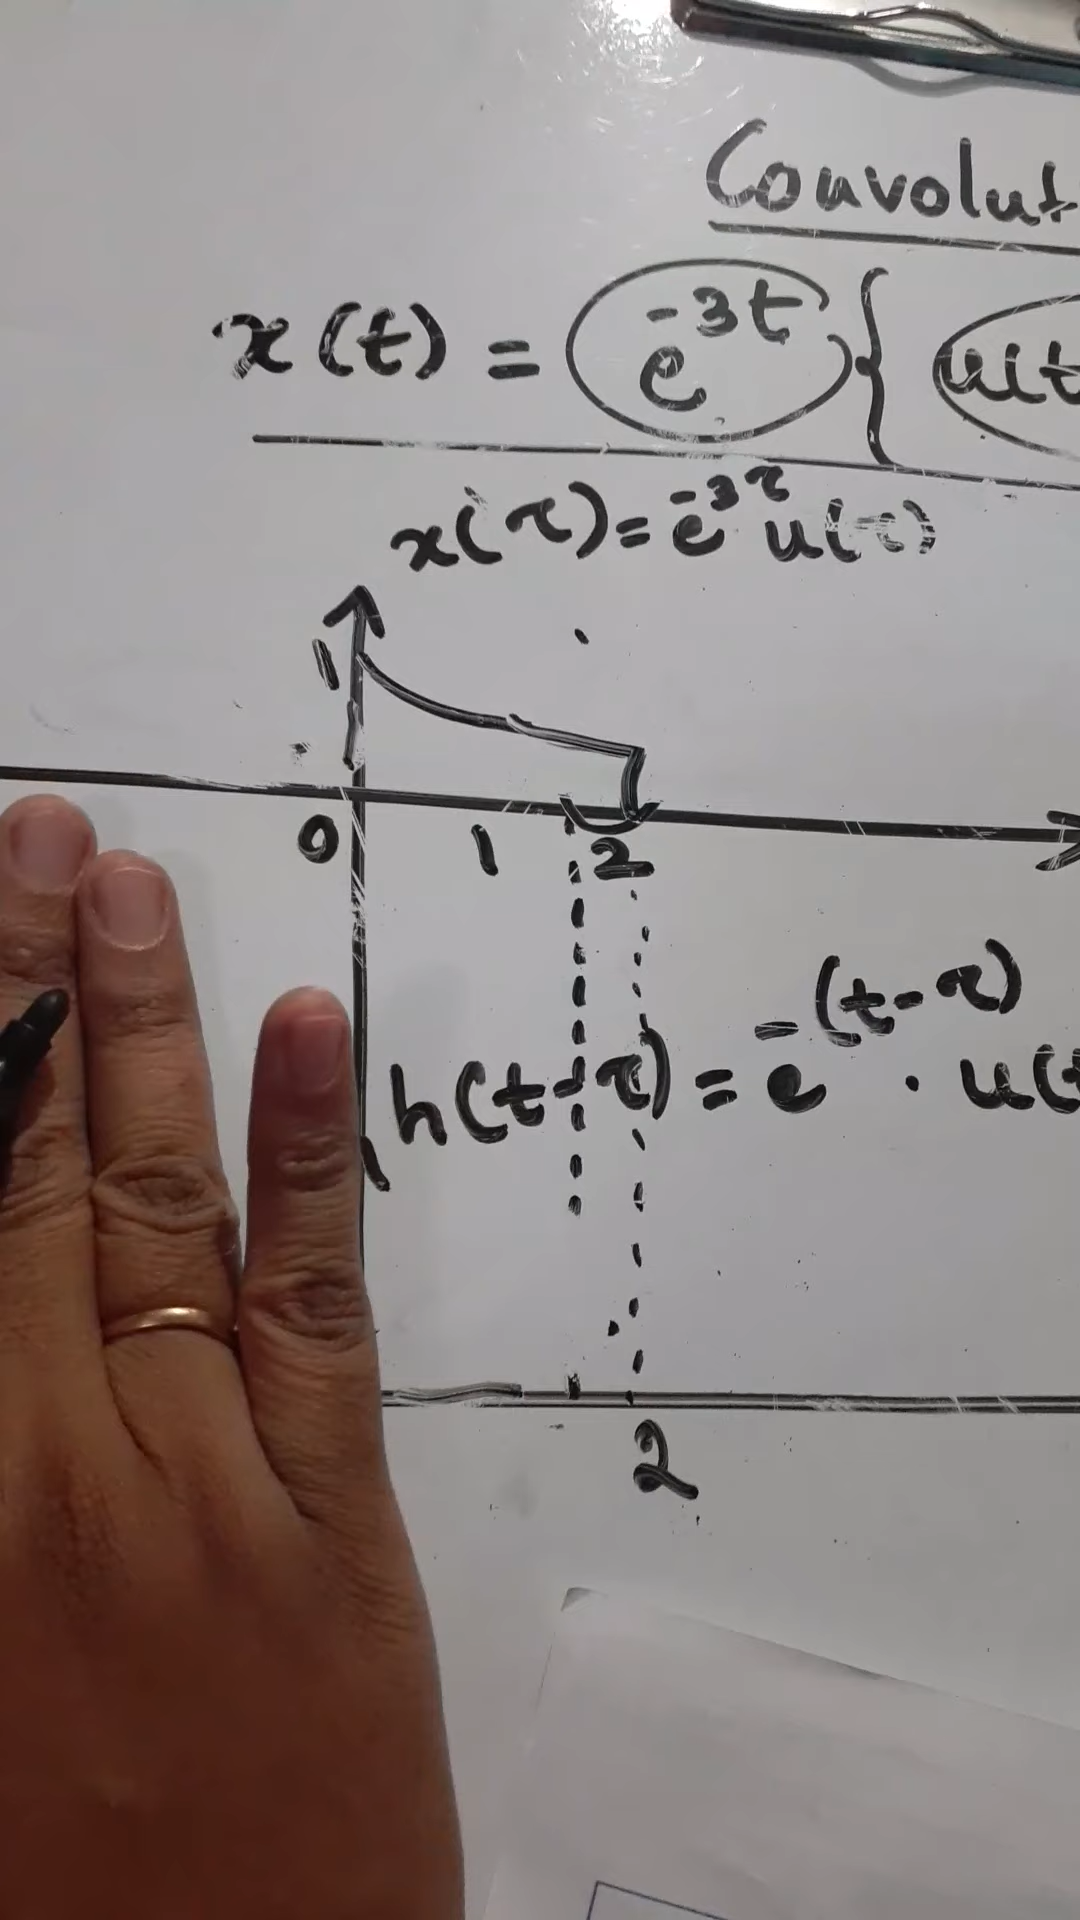 Convolut
x(t) = e^-3t { u(t
x(τ) = e^-3τ u(τ)
1
0 1 2
h(t-τ) = e^-(t-τ) . u(t
2